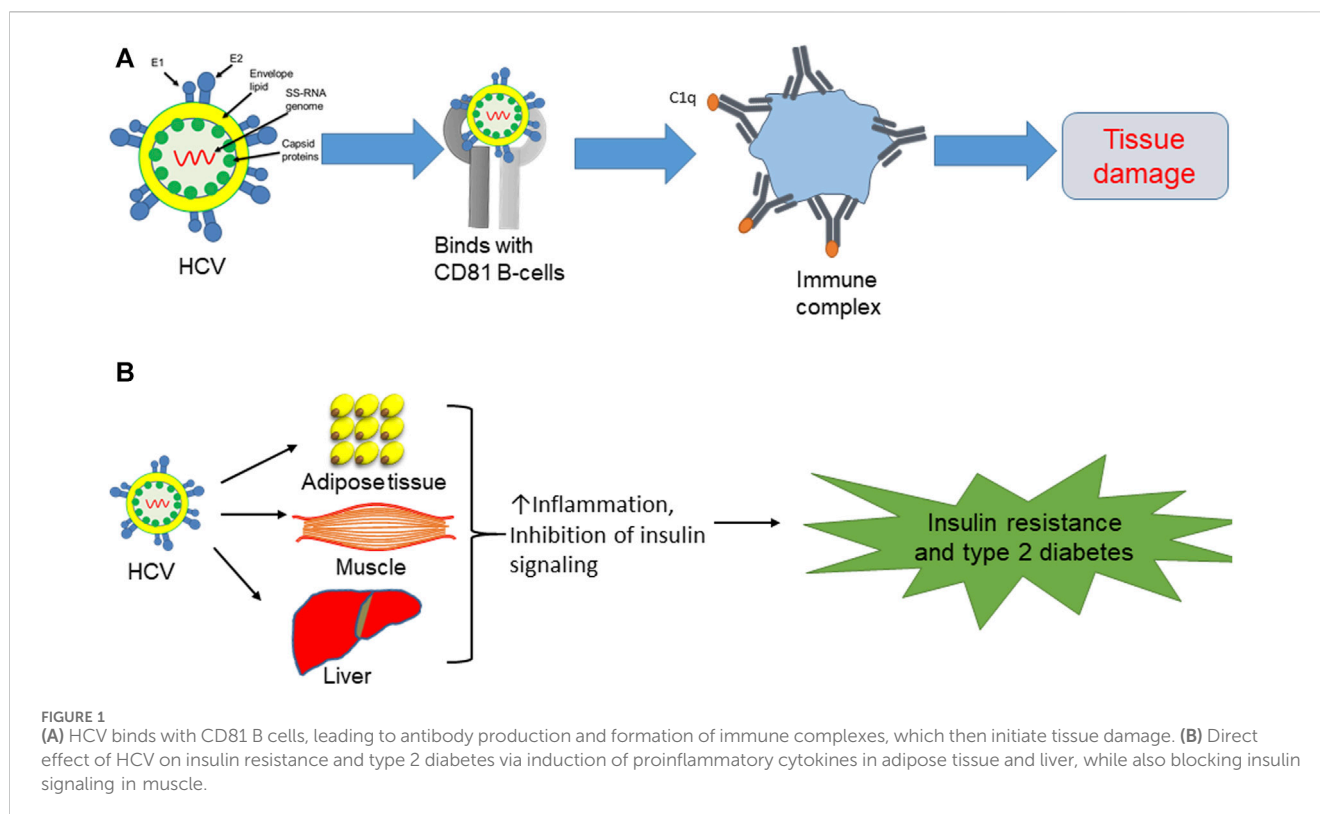 A
E1
E2
Envelope
lipid
SS-RNA
genome
Capsid
proteins
HCV
Binds with
CD81 B-cells
C1q
Immune
complex
Tissue
damage
B
HCV
Adipose tissue
Muscle
Liver
↑Inflammation,
Inhibition of insulin
signaling
Insulin resistance
and type 2 diabetes
FIGURE 1
(A) HCV binds with CD81 B cells, leading to antibody production and formation of immune complexes, which then initiate tissue damage. (B) Direct
effect of HCV on insulin resistance and type 2 diabetes via induction of proinflammatory cytokines in adipose tissue and liver, while also blocking insulin
signaling in muscle.